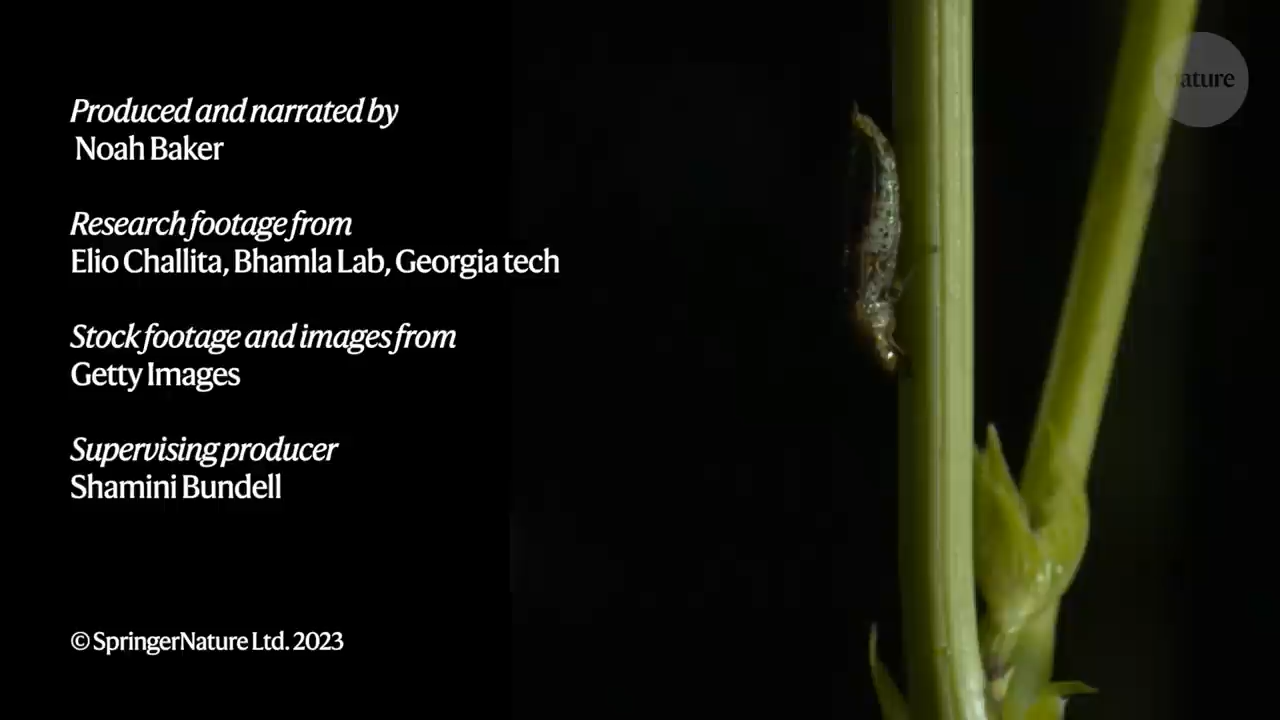 Produced and narrated by
Noah Baker
Research footage from
Elio Challita, Bhamla Lab, Georgia tech
Stock footage and images from
Getty Images
Supervising producer
Shamini Bundell
© SpringerNature Ltd. 2023
nature